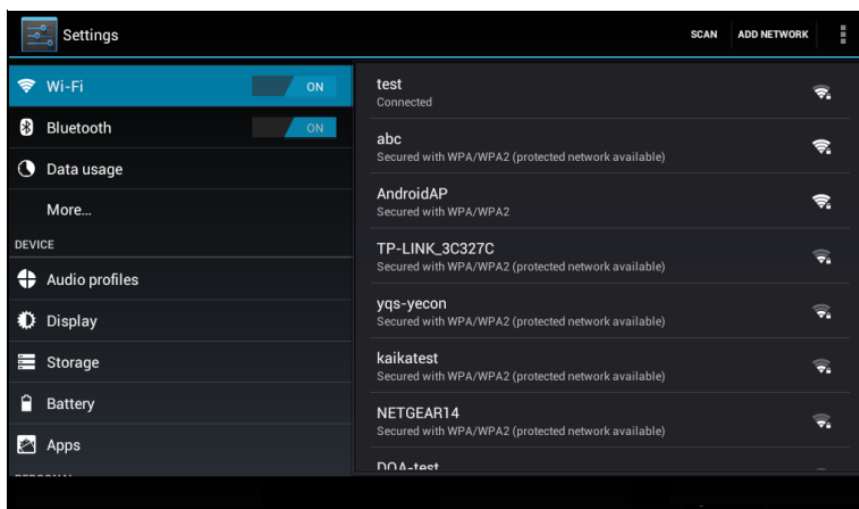 Settings
SCAN ADD NETWORK
Wi-Fi ON
Bluetooth ON
Data usage
More...
DEVICE
Audio profiles
Display
Storage
Battery
Apps
test
Connected
abc
Secured with WPA/WPA2 (protected network available)
AndroidAP
Secured with WPA/WPA2
TP-LINK_3C327C
Secured with WPA/WPA2 (protected network available)
yqs-yecon
Secured with WPA/WPA2 (protected network available)
kaikatest
Secured with WPA/WPA2 (protected network available)
NETGEAR14
Secured with WPA/WPA2 (protected network available)